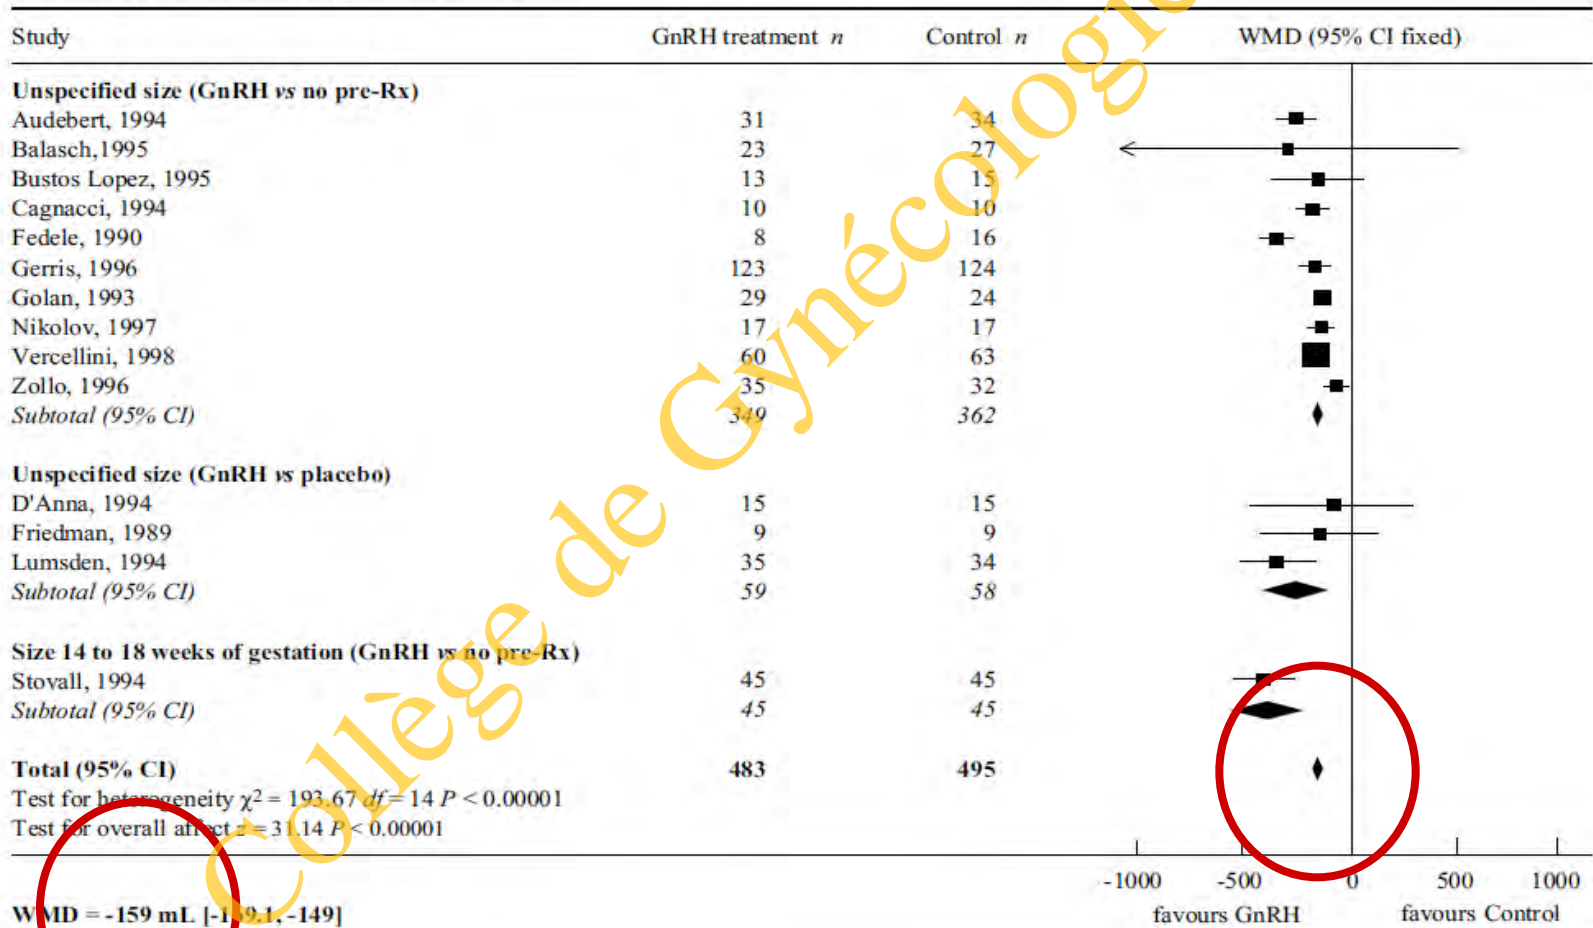 Study GnRH treatment n Control n WMD (95% CI fixed)
Unspecified size (GnRH vs no pre-Rx)
Audebert, 1994 31 34
Balasch,1995 23 27
Bustos Lopez, 1995 13 15
Cagnacci, 1994 10 10
Fedele, 1990 8 16
Gerris, 1996 123 124
Golan, 1993 29 24
Nikolov, 1997 17 17
Vercellini, 1998 60 63
Zollo, 1996 35 32
Subtotal (95% CI) 349 362
Unspecified size (GnRH vs placebo)
D'Anna, 1994 15 15
Friedman, 1989 9 9
Lumsden, 1994 35 34
Subtotal (95% CI) 59 58
Size 14 to 18 weeks of gestation (GnRH vs no pre-Rx)
Stovall, 1994 45 45
Subtotal (95% CI) 45 45
Total (95% CI) 483 495
Test for heterogeneity χ2 = 193.67 df = 14 P < 0.00001
Test for overall affect z = 31.14 P < 0.00001
-1000 -500 0 500 1000
favours GnRH favours Control
WMD = -159 mL [-169.1, -149]
Collège de Gynécologie